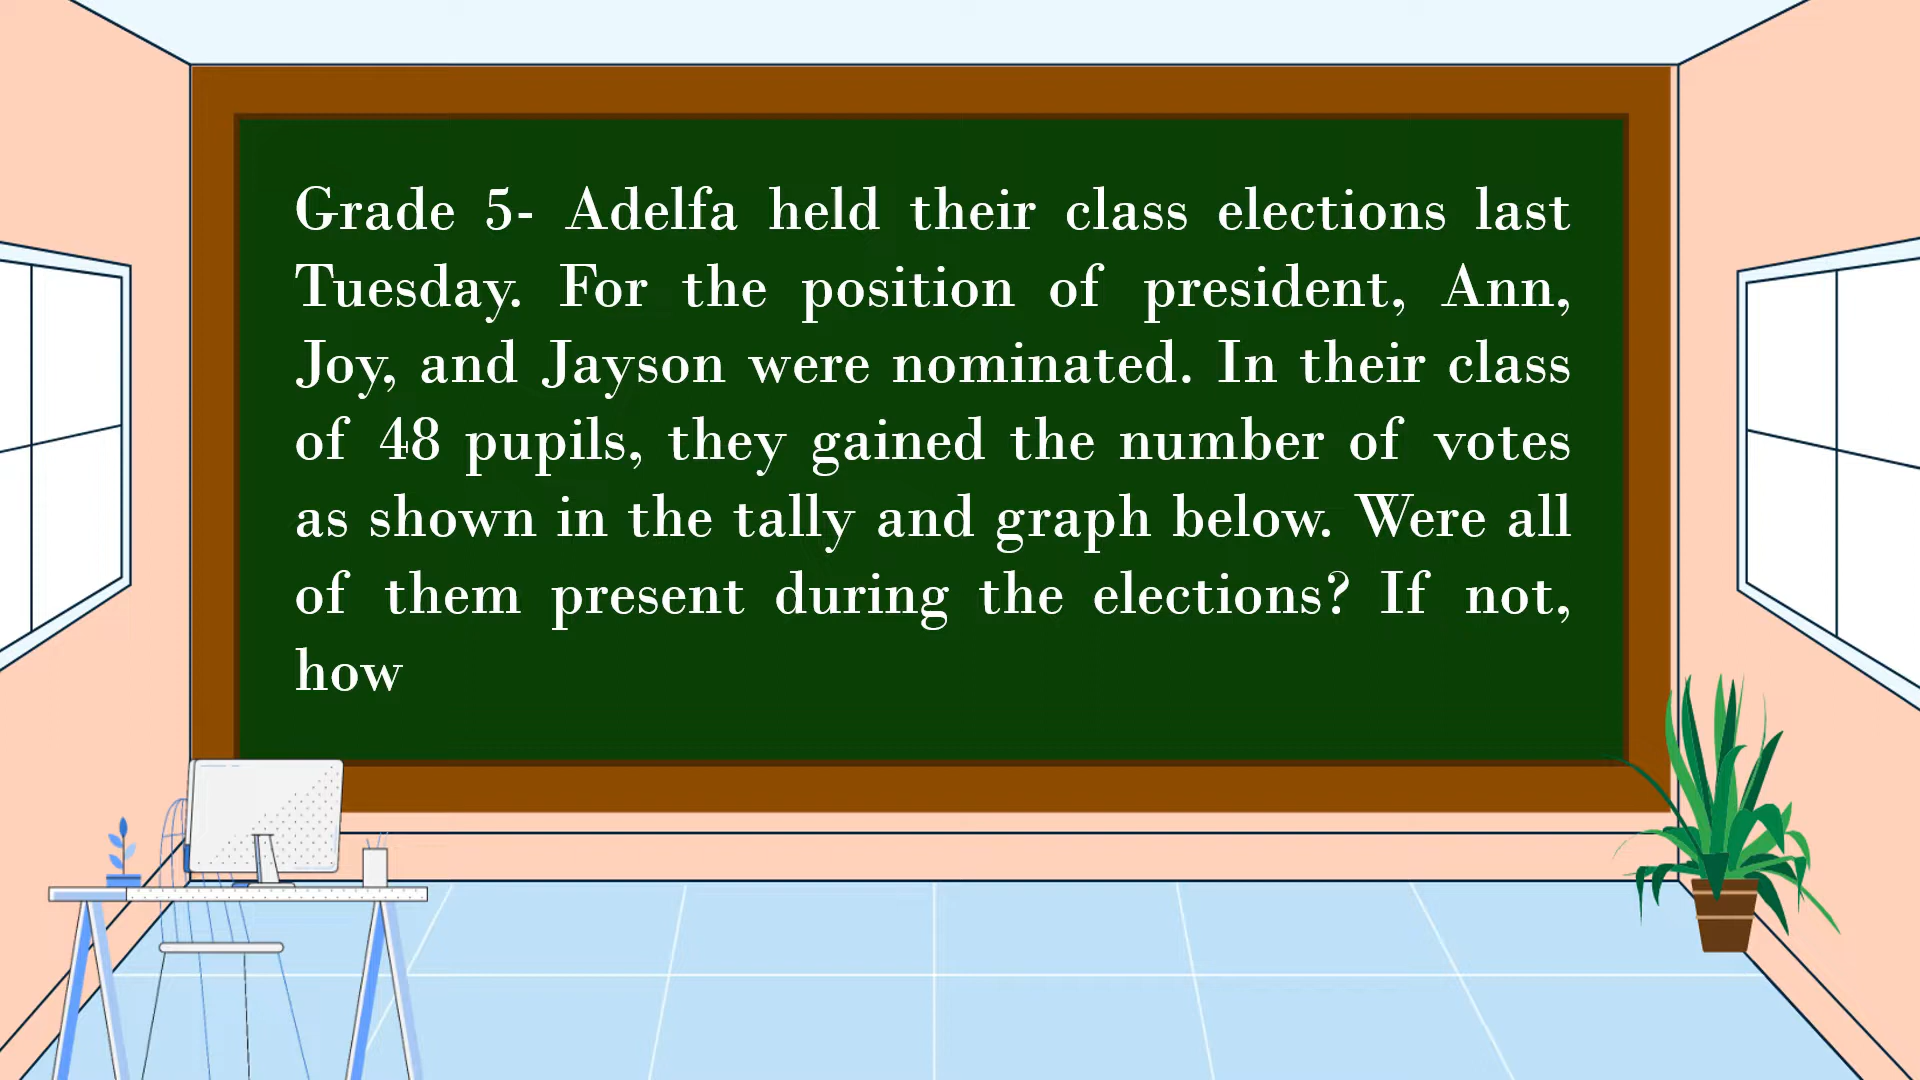 Grade 5- Adelfa held their class elections last
Tuesday. For the position of president, Ann,
Joy, and Jayson were nominated. In their class
of 48 pupils, they gained the number of votes
as shown in the tally and graph below. Were all
of them present during the elections? If not,
how